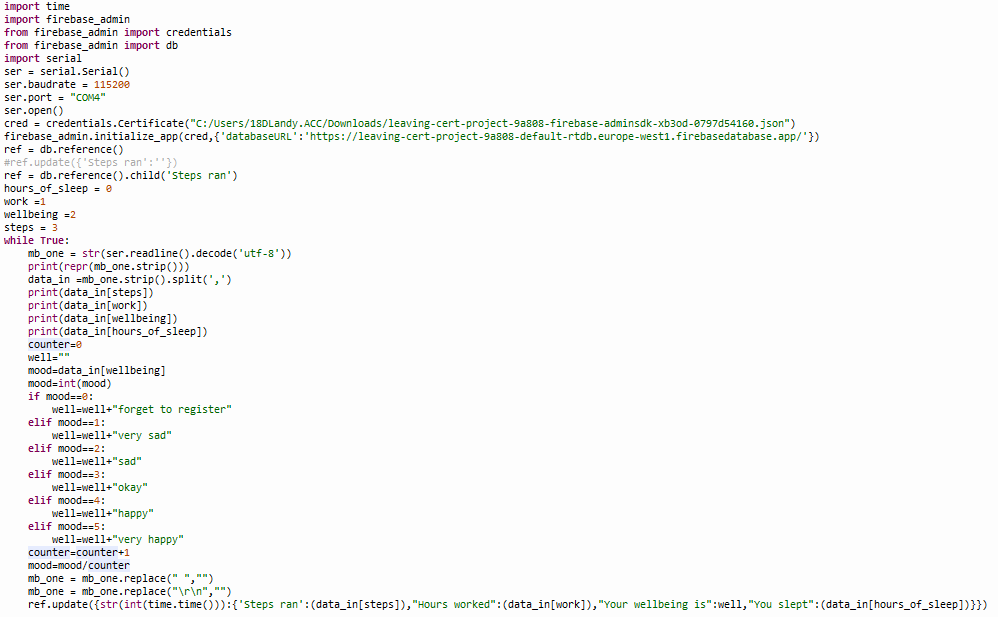 import time
import firebase_admin
from firebase_admin import credentials
from firebase_admin import db
import serial
ser = serial.Serial()
ser.baudrate = 115200
ser.port = "COM4"
ser.open()
cred = credentials.Certificate("C:/Users/18DLandy.ACC/Downloads/leaving-cert-project-9a808-firebase-adminsdk-xb3od-0797d54160.json")
firebase_admin.initialize_app(cred,{'databaseURL':'https://leaving-cert-project-9a808-default-rtdb.europe-west1.firebasedatabase.app/'})
ref = db.reference()
#ref.update({'Steps ran':''})
ref = db.reference().child('Steps ran')
hours_of_sleep = 0
work =1
wellbeing =2
steps = 3
while True:
    mb_one = str(ser.readline().decode('utf-8'))
    print(repr(mb_one.strip()))
    data_in =mb_one.strip().split(',')
    print(data_in[steps])
    print(data_in[work])
    print(data_in[wellbeing])
    print(data_in[hours_of_sleep])
    counter=0
    well=""
    mood=data_in[wellbeing]
    mood=int(mood)
    if mood==0:
        well=well+"forget to register"
    elif mood==1:
        well=well+"very sad"
    elif mood==2:
        well=well+"sad"
    elif mood==3:
        well=well+"okay"
    elif mood==4:
        well=well+"happy"
    elif mood==5:
        well=well+"very happy"
    counter=counter+1
    mood=mood/counter
    mb_one = mb_one.replace(" ","")
    mb_one = mb_one.replace("\r\n","")
    ref.update({str(int(time.time())):{'Steps ran':(data_in[steps]),"Hours worked":(data_in[work]),"Your wellbeing is":well,"You slept":(data_in[hours_of_sleep])}})